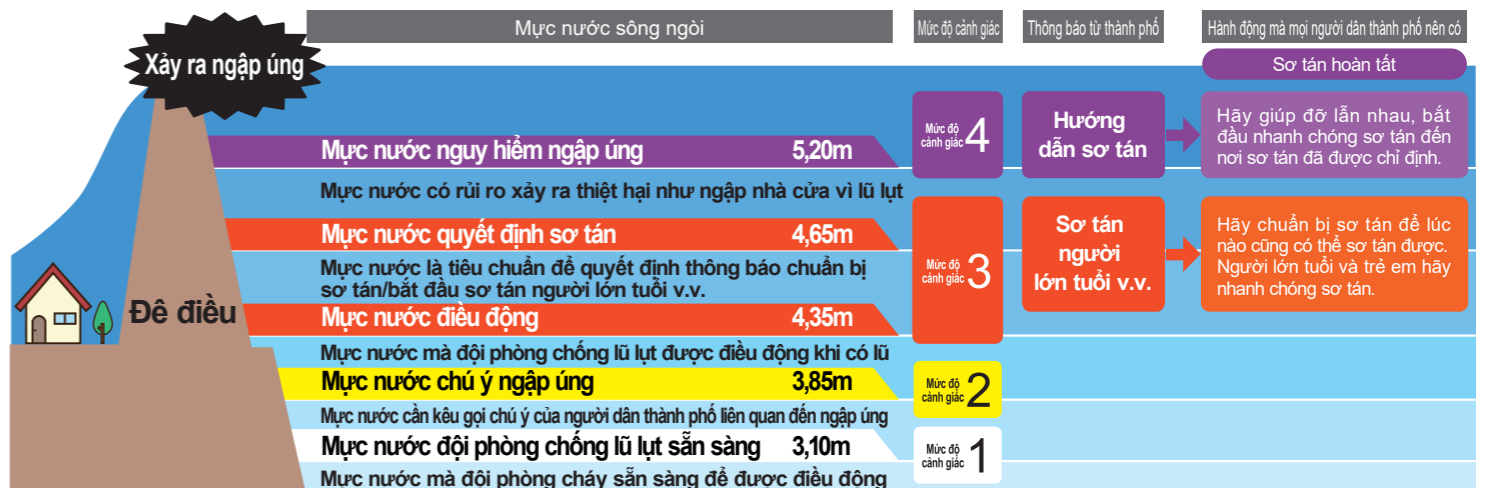 Mực nước sông ngòi
Mức độ cảnh giác
Thông báo từ thành phố
Hành động mà mọi người dân thành phố nên có
Xảy ra ngập úng
Sơ tán hoàn tất
Mực nước nguy hiểm ngập úng 5,20m
Mực nước có rủi ro xảy ra thiệt hại như ngập nhà cửa vì lũ lụt
Mức độ
cảnh giác 4
Hướng
dẫn sơ tán
Hãy giúp đỡ lẫn nhau, bắt
đầu nhanh chóng sơ tán đến
nơi sơ tán đã được chỉ định.
Mực nước quyết định sơ tán 4,65m
Mực nước là tiêu chuẩn để quyết định thông báo chuẩn bị
sơ tán/bắt đầu sơ tán người lớn tuổi v.v.
Mực nước điều động 4,35m
Mực nước mà đội phòng chống lũ lụt được điều động khi có lũ
Mức độ
cảnh giác 3
Sơ tán
người
lớn tuổi v.v.
Hãy chuẩn bị sơ tán để lúc
nào cũng có thể sơ tán được.
Người lớn tuổi và trẻ em hãy
nhanh chóng sơ tán.
Đê điều
Mực nước chú ý ngập úng 3,85m
Mực nước cần kêu gọi chú ý của người dân thành phố liên quan đến ngập úng
Mức độ
cảnh giác 2
Mực nước đội phòng chống lũ lụt sẵn sàng 3,10m
Mực nước mà đội phòng cháy sẵn sàng để được điều động
Mức độ
cảnh giác 1